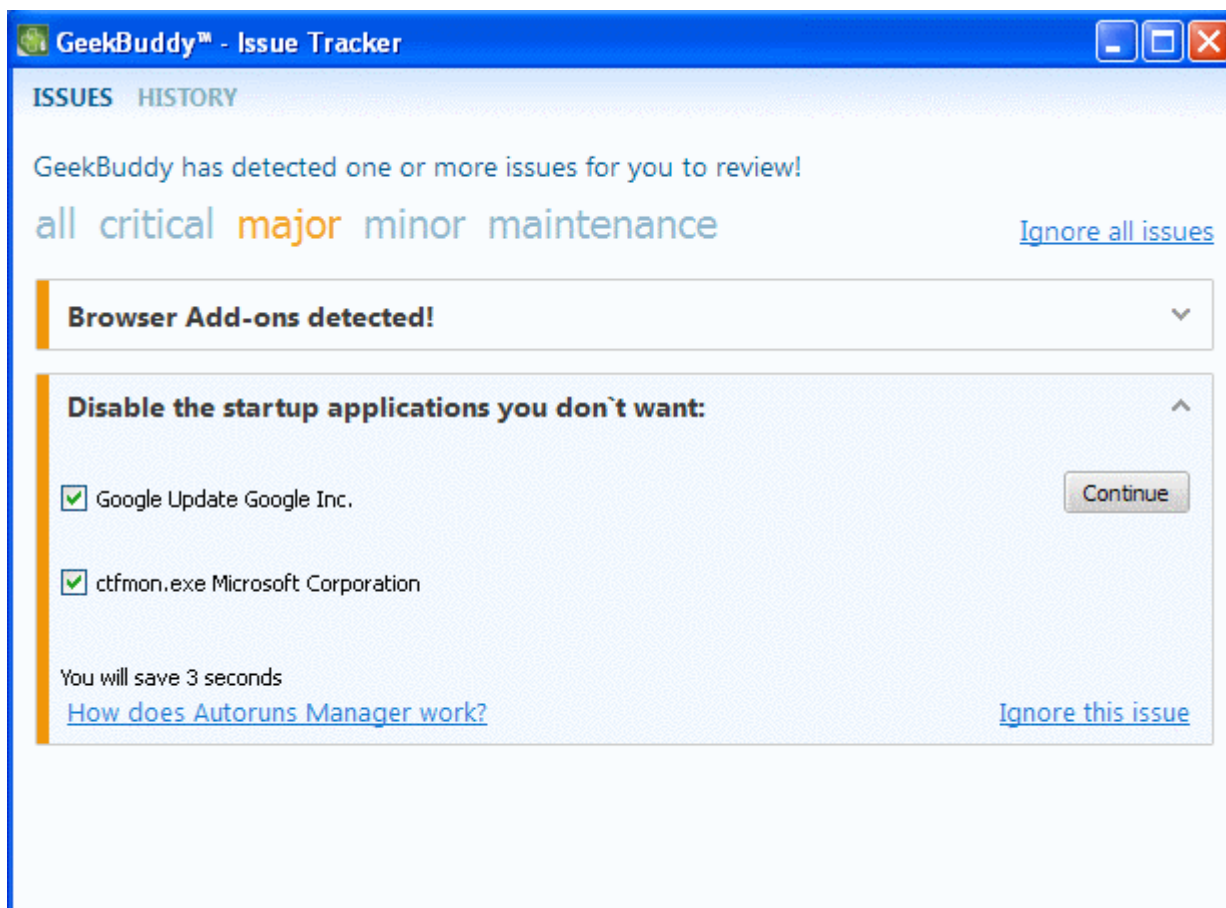 GeekBuddy™ - Issue Tracker
ISSUES HISTORY
GeekBuddy has detected one or more issues for you to review!
all critical major minor maintenance
Ignore all issues
Browser Add-ons detected!
Disable the startup applications you don`t want:
Google Update Google Inc.
Continue
ctfmon.exe Microsoft Corporation
You will save 3 seconds
How does Autoruns Manager work?
Ignore this issue